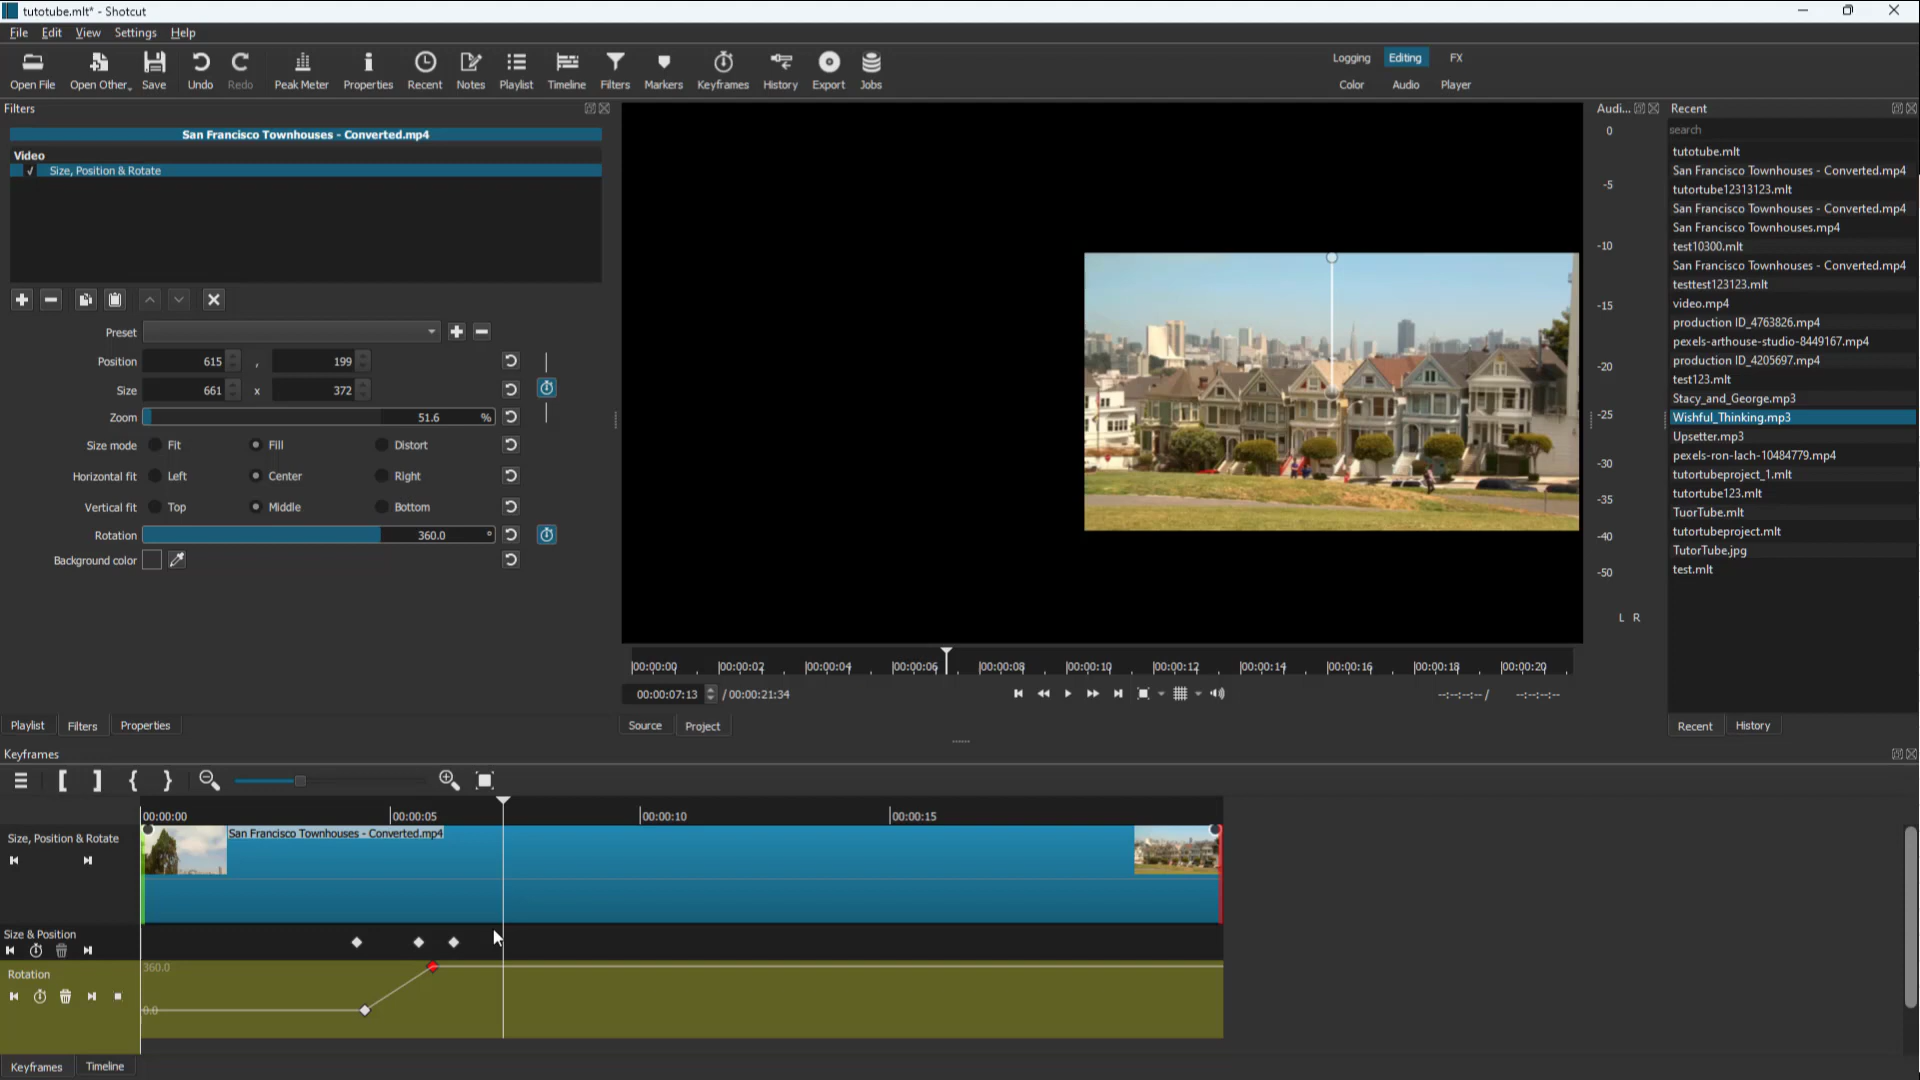 tutotube.mlt* - Shotcut
File Edit View Settings Help
Open File Open Other.. Save Undo Redo Peak Meter Properties Recent Notes Playlist Timeline Filters Markers Keyframes History Export Jobs
Logging Editing FX
Color Audio Player
Filters
San Francisco Townhouses - Converted.mp4
Video
Size, Position & Rotate
Preset
Position 615 , 199
Size 661 x 372
Zoom 51.6 %
Size mode Fit Fill Distort
Horizontal fit Left Center Right
Vertical fit Top Middle Bottom
Rotation 360.0 °
Background color
Playlist Filters Properties
00:00:00 00:00:02 00:00:04 00:00:06 00:00:08 00:00:10 00:00:12 00:00:14 00:00:16 00:00:18 00:00:20
00:00:07:13 / 00:00:21:34
--:--:--:-- / --:--:--:--
Source Project
Audi...
0
-5
-10
-15
-20
-25
-30
-35
-40
-50
L R
Recent
search
tutotube.mlt
San Francisco Townhouses - Converted.mp4
tutortube12313123.mlt
San Francisco Townhouses - Converted.mp4
San Francisco Townhouses.mp4
test10300.mlt
San Francisco Townhouses - Converted.mp4
testtest123123.mlt
video.mp4
production ID_4763826.mp4
pexels-arthouse-studio-8449167.mp4
production ID_4205697.mp4
test123.mlt
Stacy_and_George.mp3
Wishful_Thinking.mp3
Upsetter.mp3
pexels-ron-lach-10484779.mp4
tutortubeproject_1.mlt
tutortube123.mlt
TuorTube.mlt
tutortubeproject.mlt
TutorTube.jpg
test.mlt
Recent History
Keyframes
00:00:00 00:00:05 00:00:10 00:00:15
Size, Position & Rotate
San Francisco Townhouses - Converted.mp4
Size & Position
Rotation
360.0
0.0
Keyframes Timeline